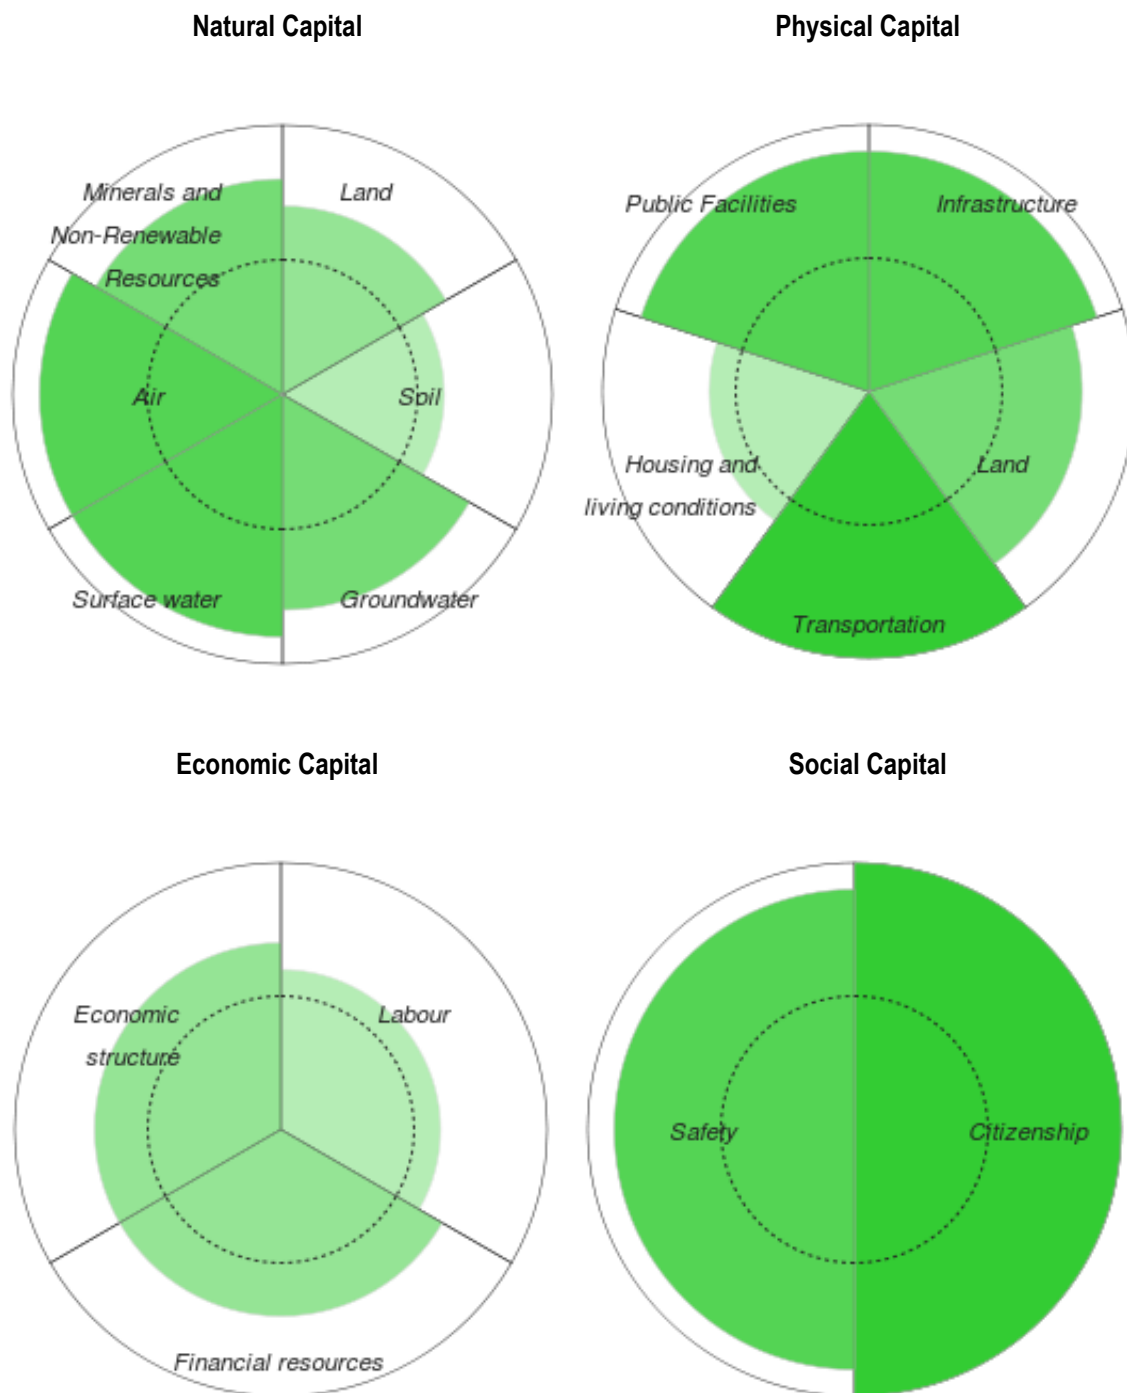 Natural Capital
Physical Capital
Minerals and
Non-Renewable
Resources
Land
Air
Soil
Surface water
Groundwater
Public Facilities
Infrastructure
Housing and
living conditions
Land
Transportation
Economic Capital
Social Capital
Economic
structure
Labour
Financial resources
Safety
Citizenship